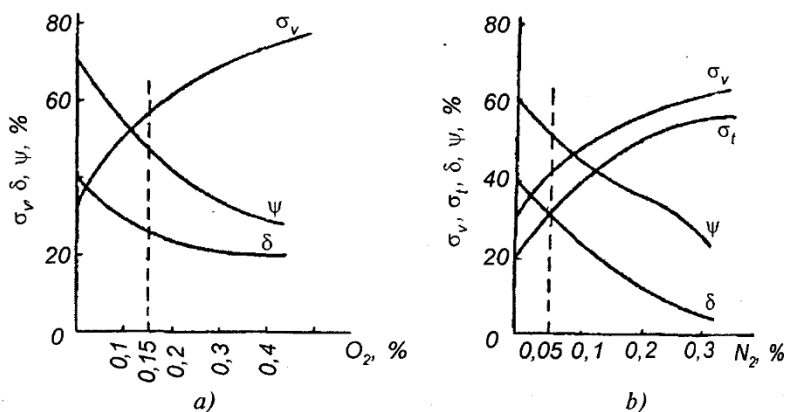 80
60
40
20
0
σv, δ, ψ, %
σv
ψ
δ
0,1
0,15
0,2
0,3
0,4
O2, %
a)
80
60
40
20
0
σv, σt, δ, ψ, %
σv
σt
ψ
δ
0,05
0,1
0,2
0,3
N2, %
b)